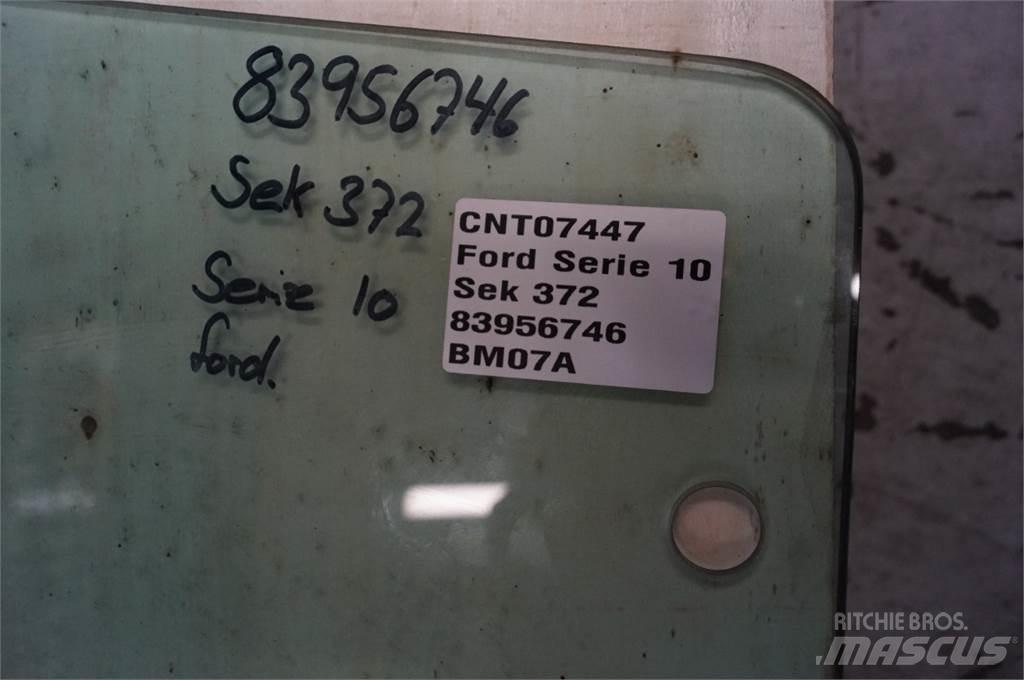 83956746
Sek 372
Serie 10
ford.
CNT07447
Ford Serie 10
Sek 372
83956746
BM07A
RITCHIE BROS.
MASCUS